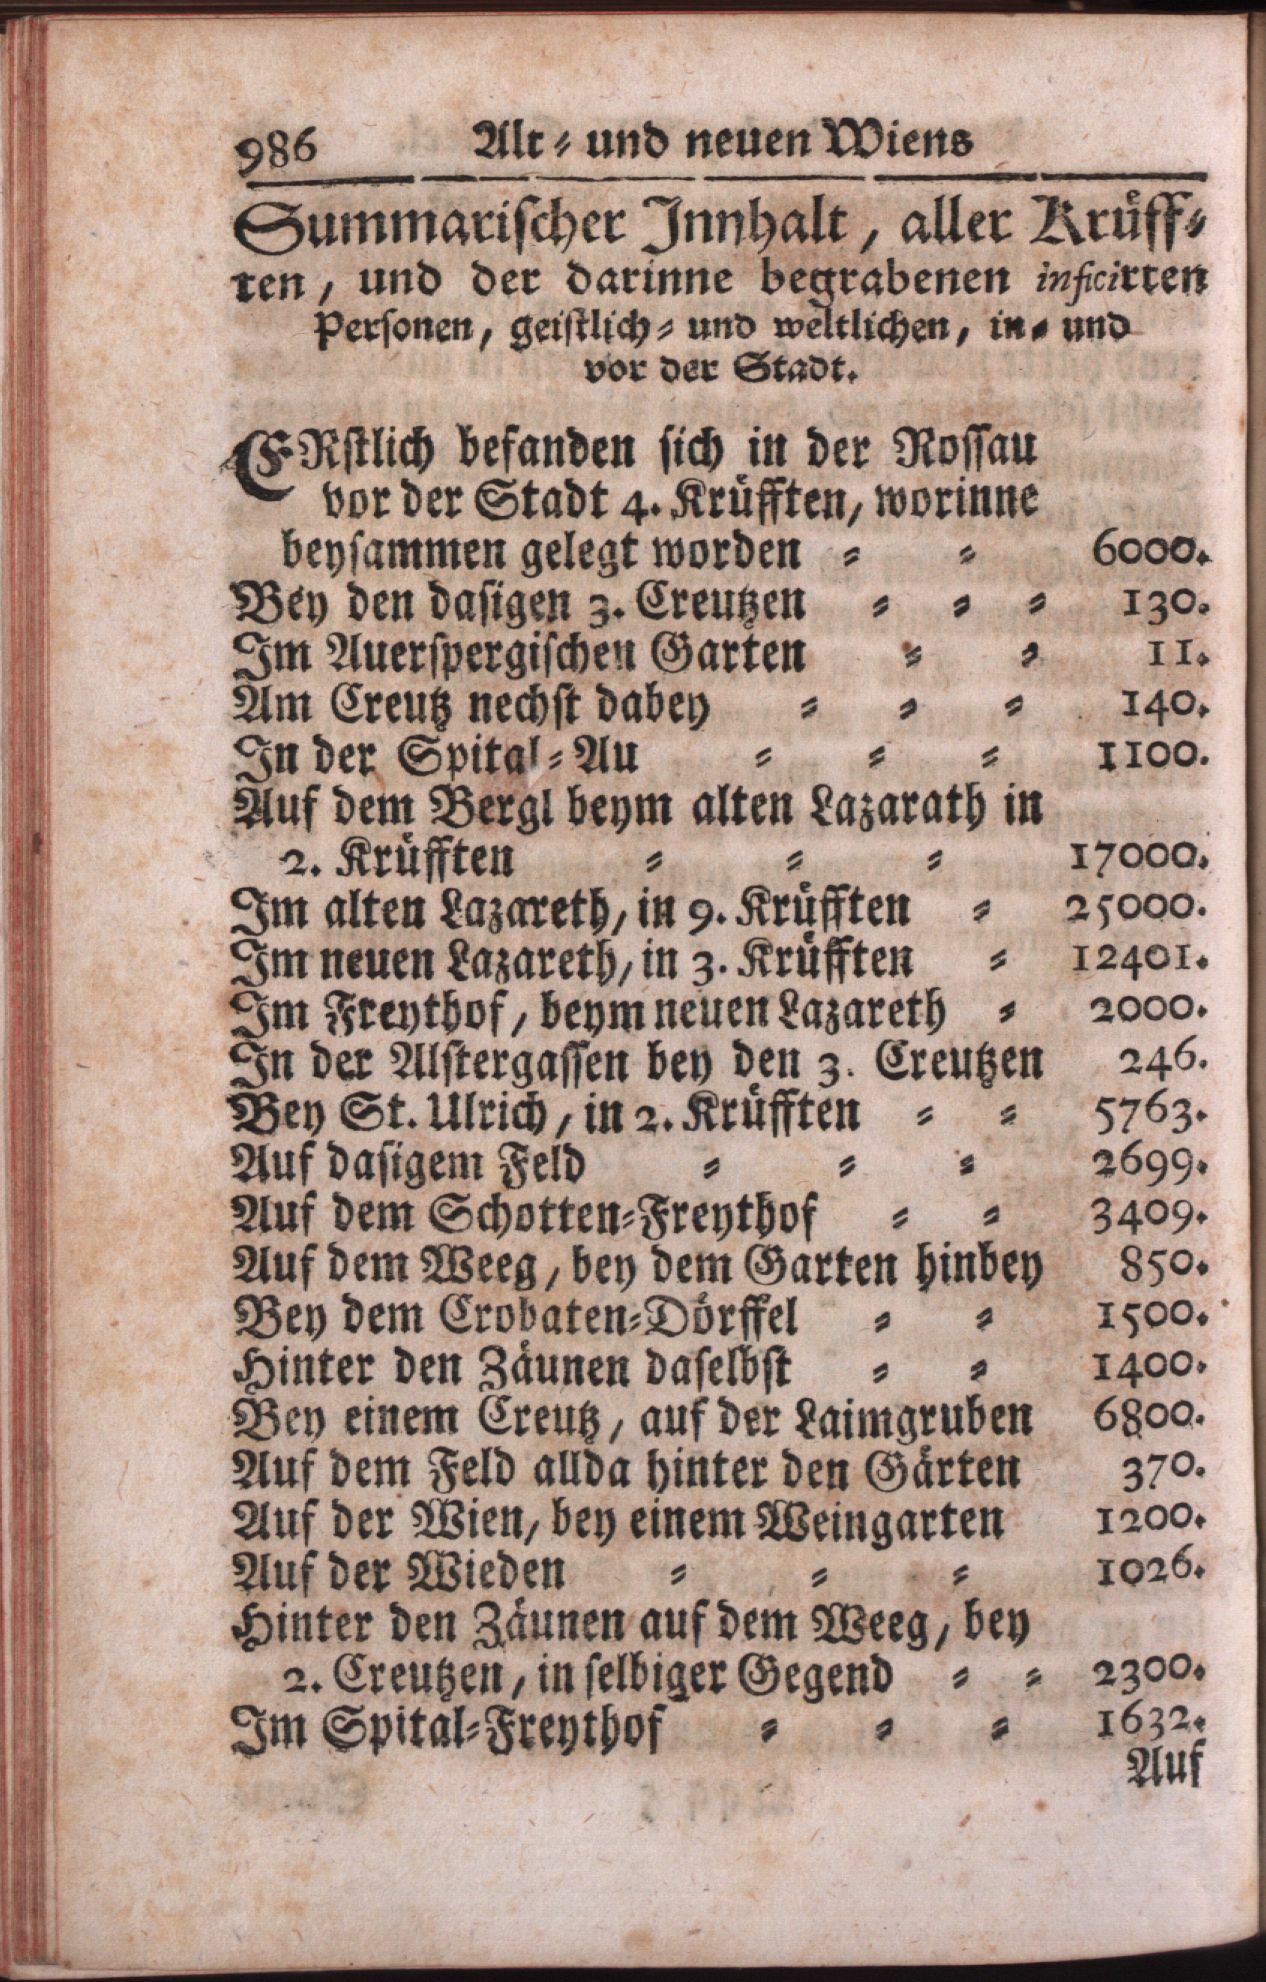 986 Alt- und neuen Wiens
Summarischer Innhalt, aller Krüff-
ten, und der darinne begrabenen inficirten
Personen, geistlich- und weltlichen, in- und
vor der Stadt.
ERstlich befanden sich in der Rossau
vor der Stadt 4. Krüfften, worinne
beysammen gelegt worden - - 6000.
Bey den dasigen 3. Creutzen - - - 130.
Im Auerspergischen Garten - - 11.
Am Creutz nechst dabey - - - 140.
In der Spital-Au - - - 1100.
Auf dem Bergl beym alten Lazarath in
2. Krüfften - - - 17000.
Im alten Lazareth, in 9. Krüfften - 25000.
Im neuen Lazareth, in 3. Krüfften - 12401.
Im Freythof, beym neuen Lazareth - 2000.
In der Alstergassen bey den 3. Creutzen 246.
Bey St. Ulrich, in 2. Krüfften - - 5763.
Auf dasigem Feld - - - 2699.
Auf dem Schotten-Freythof - - 3409.
Auf dem Weeg, bey dem Garten hinbey 850.
Bey dem Crobaten-Dörffel - - 1500.
Hinter den Zäunen daselbst - - 1400.
Bey einem Creutz, auf der Laimgruben 6800.
Auf dem Feld allda hinter den Gärten 370.
Auf der Wien, bey einem Weingarten 1200.
Auf der Wieden - - - 1026.
Hinter den Zäunen auf dem Weeg, bey
2. Creutzen, in selbiger Gegend - - 2300.
Im Spital-Freythof - - - 1632.
Auf